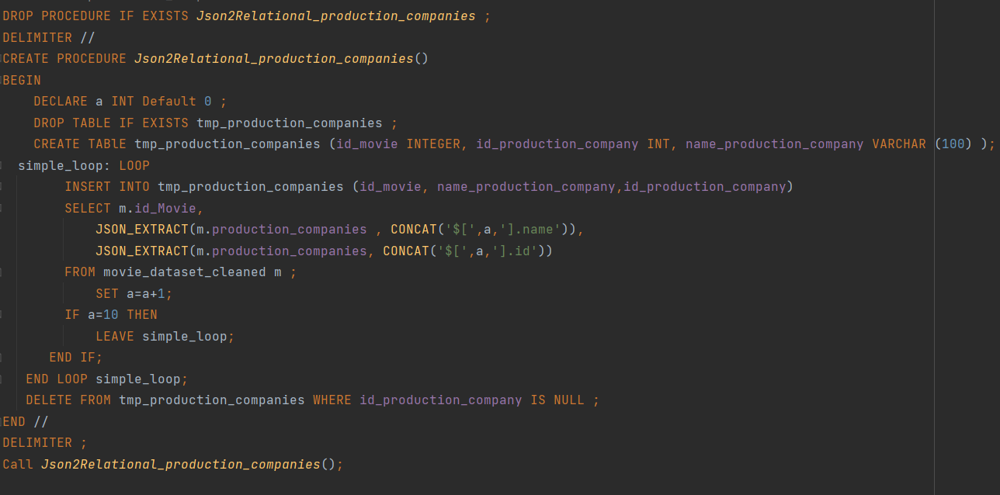 DROP PROCEDURE IF EXISTS Json2Relational_production_companies ;
DELIMITER //
CREATE PROCEDURE Json2Relational_production_companies()
BEGIN
    DECLARE a INT Default 0 ;
    DROP TABLE IF EXISTS tmp_production_companies ;
    CREATE TABlE tmp_production_companies (id_movie INTEGER, id_production_company INT, name_production_company VARCHAR (100) );
  simple_loop: LOOP
        INSERT INTO tmp_production_companies (id_movie, name_production_company,id_production_company)
        SELECT m.id_Movie,
            JSON_EXTRACT(m.production_companies , CONCAT('$[',a,'].name')),
            JSON_EXTRACT(m.production_companies, CONCAT('$[',a,'].id'))
        FROM movie_dataset_cleaned m ;
            SET a=a+1;
        IF a=10 THEN
            LEAVE simple_loop;
      END IF;
   END LOOP simple_loop;
   DELETE FROM tmp_production_companies WHERE id_production_company IS NULL ;
END //
DELIMITER ;
Call Json2Relational_production_companies();